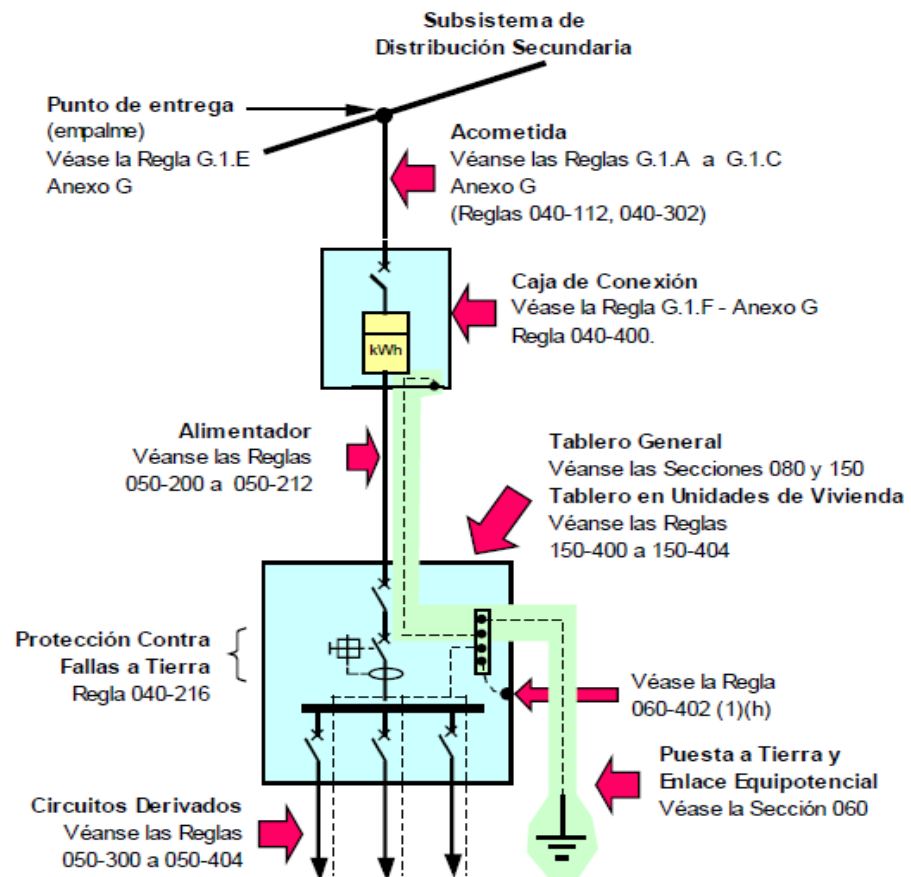 Subsistema de
Distribución Secundaria
Punto de entrega
(empalme)
Véase la Regla G.1.E
Anexo G
Acometida
Véanse las Reglas G.1.A a G.1.C
Anexo G
(Reglas 040-112, 040-302)
Caja de Conexión
Véase la Regla G.1.F - Anexo G
Regla 040-400.
kWh
Alimentador
Véanse las Reglas
050-200 a 050-212
Tablero General
Véanse las Secciones 080 y 150
Tablero en Unidades de Vivienda
Véanse las Reglas
150-400 a 150-404
Protección Contra
Fallas a Tierra
Regla 040-216
Véase la Regla
060-402 (1)(h)
Puesta a Tierra y
Enlace Equipotencial
Véase la Sección 060
Circuitos Derivados
Véanse las Reglas
050-300 a 050-404